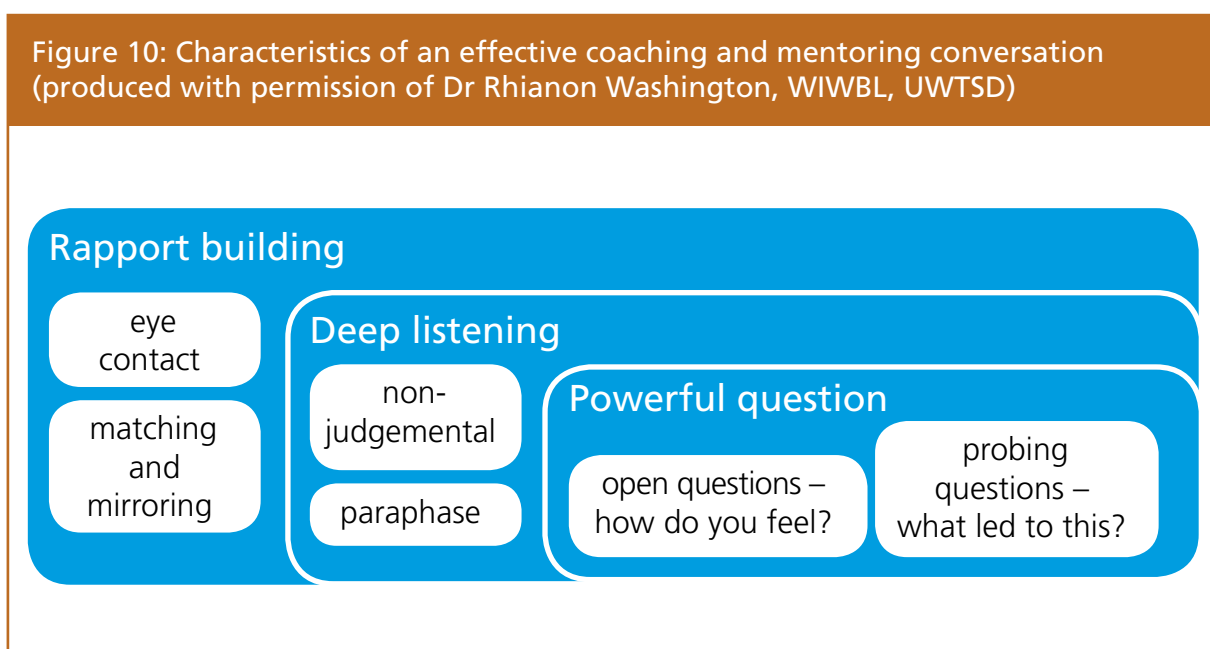 Figure 10: Characteristics of an effective coaching and mentoring conversation
(produced with permission of Dr Rhianon Washington, WIWBL, UWTSD)
Rapport building
eye
contact
matching
and
mirroring
Deep listening
non-
judgemental
paraphase
Powerful question
open questions –
how do you feel?
probing
questions –
what led to this?